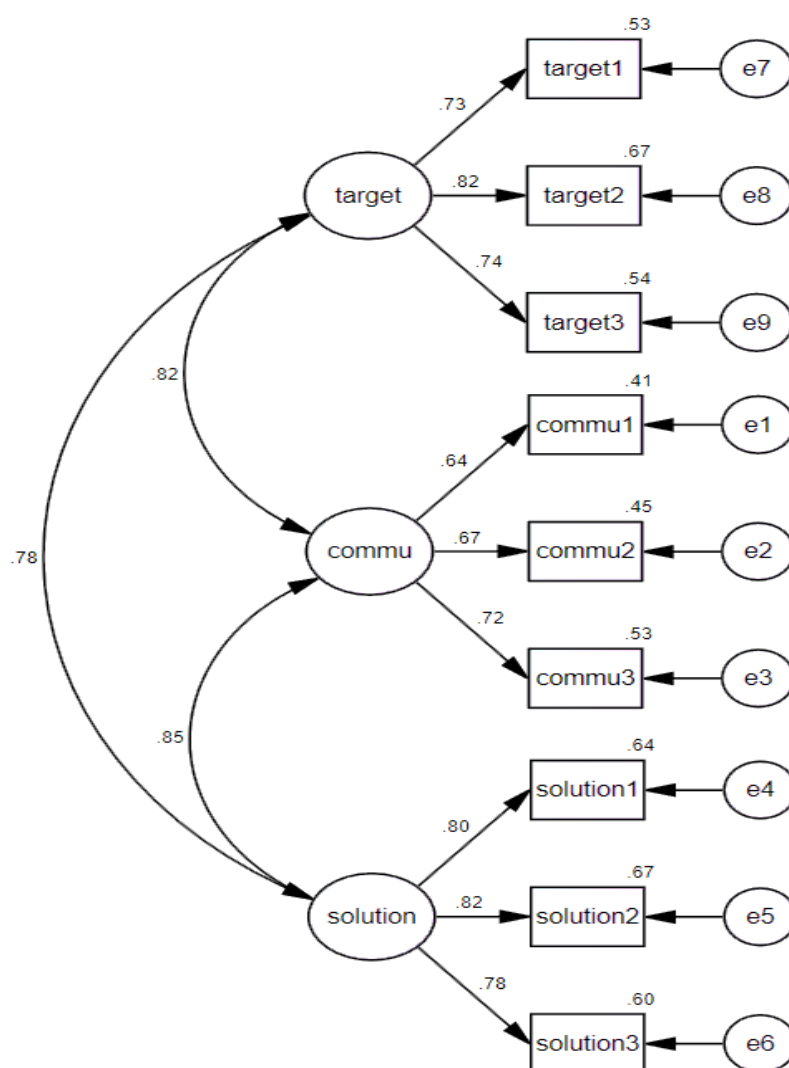 .53
target1
e7
.73
.67
target
.82
target2
e8
.74
.54
target3
e9
.82
.41
commu1
e1
.64
.45
.78
commu
.67
commu2
e2
.72
.53
commu3
e3
.85
.64
solution1
e4
.80
.67
solution
.82
solution2
e5
.78
.60
solution3
e6